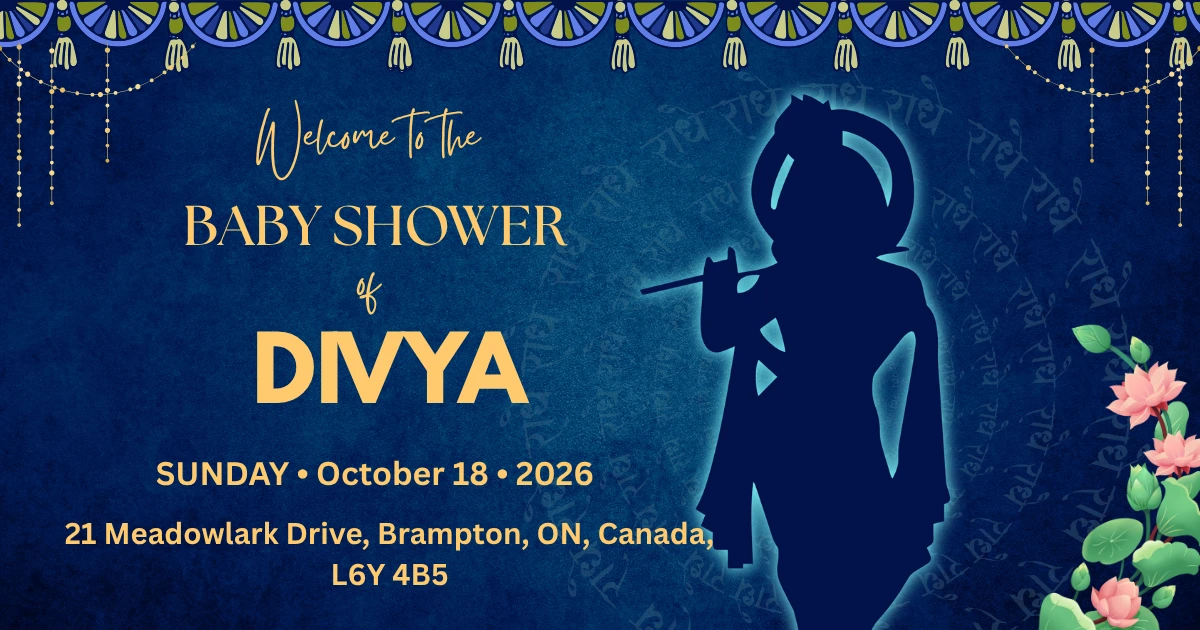 Welcome to the
BABY SHOWER
of
DIVYA
SUNDAY • October 18 • 2026
21 Meadowlark Drive, Brampton, ON, Canada,
L6Y 4B5
राधे राधे राधे राधे